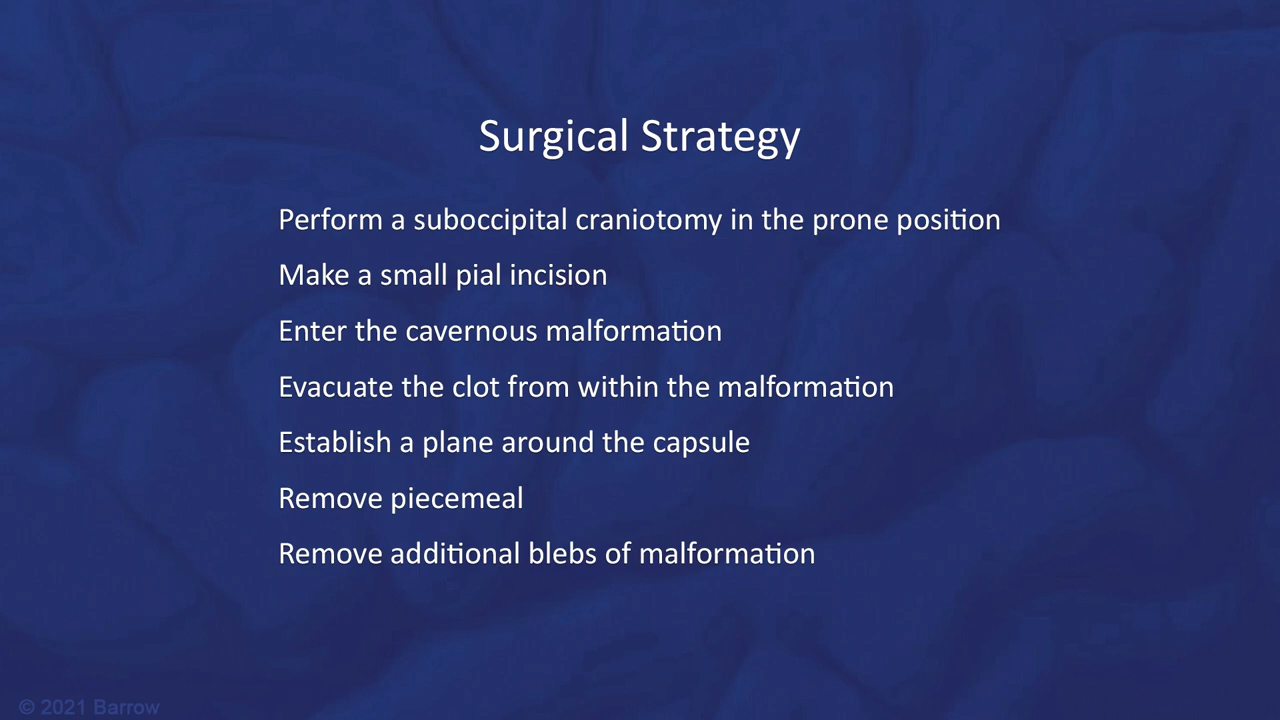 Surgical Strategy
Perform a suboccipital craniotomy in the prone position
Make a small pial incision
Enter the cavernous malformation
Evacuate the clot from within the malformation
Establish a plane around the capsule
Remove piecemeal
Remove additional blebs of malformation
© 2021 Barrow